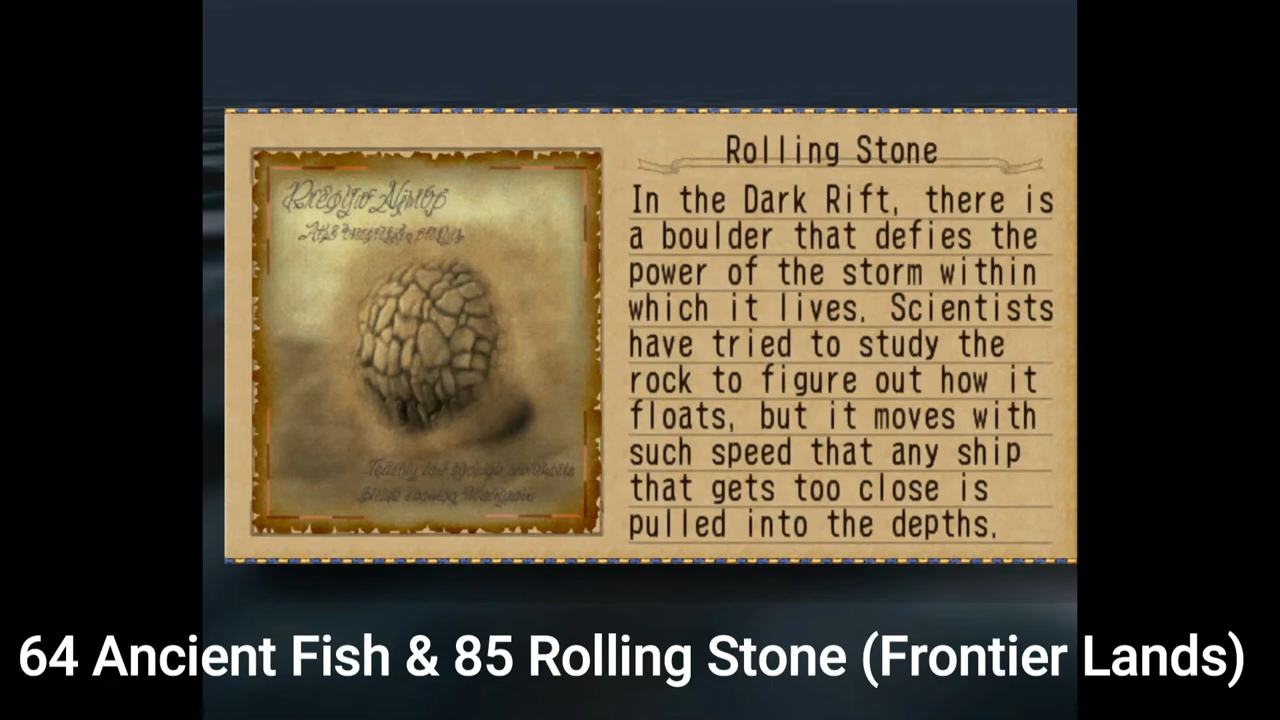 Rolling Stone
In the Dark Rift, there is
a boulder that defies the
power of the storm within
which it lives. Scientists
have tried to study the
rock to figure out how it
floats, but it moves with
such speed that any ship
that gets too close is
pulled into the depths.
64 Ancient Fish & 85 Rolling Stone (Frontier Lands)